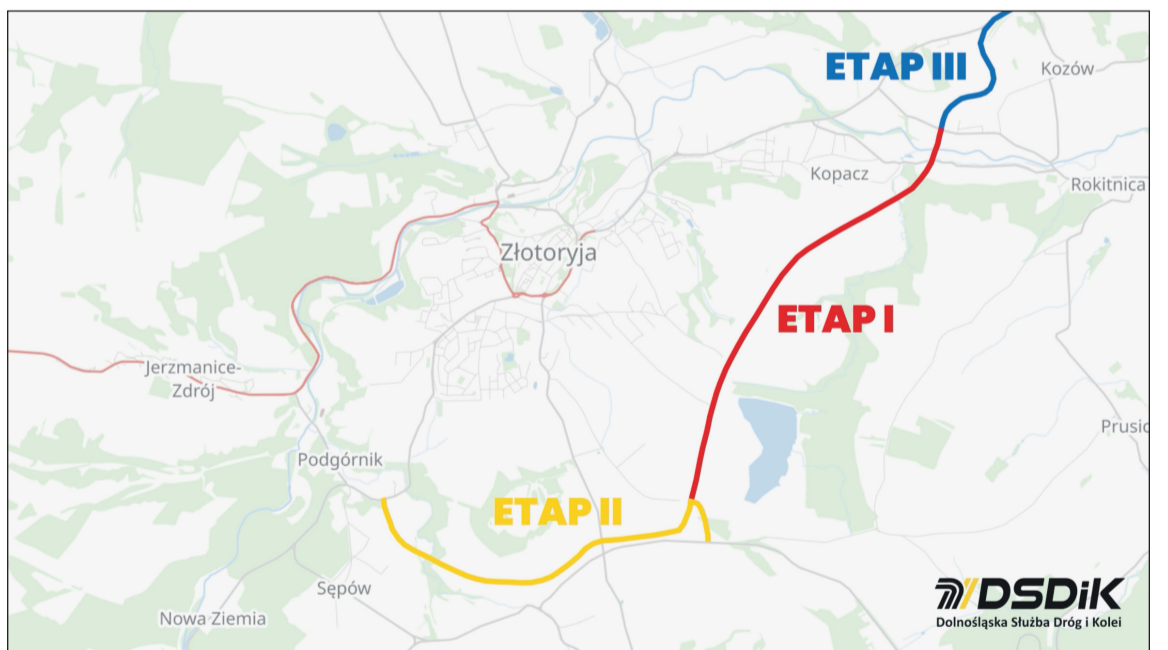 ETAP III
Kozów
Kopacz
Rokitnica
Złotoryja
ETAP I
Jerzmanice-
Zdrój
Prusic
Podgórnik
ETAP II
Sępów
Nowa Ziemia
DSDiK
Dolnośląska Służba Dróg i Kolei